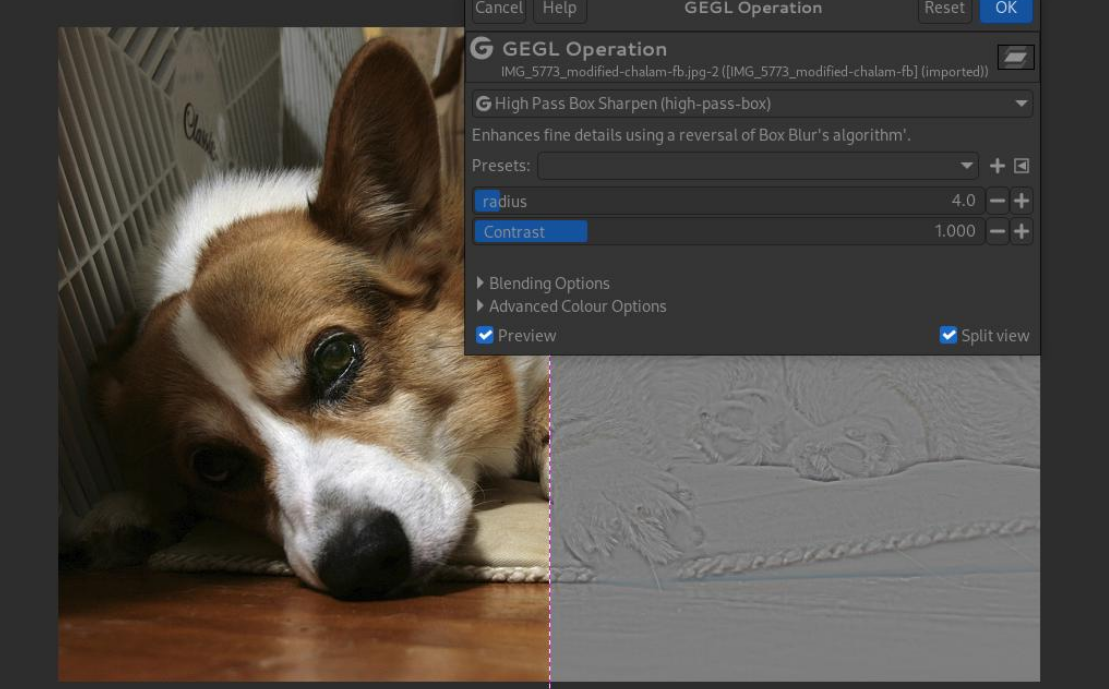 Cancel Help GEGL Operation Reset OK
GEGL Operation
IMG_5773_modified-chalam-fb.jpg-2 ([IMG_5773_modified-chalam-fb] (imported))
High Pass Box Sharpen (high-pass-box)
Enhances fine details using a reversal of Box Blur's algorithm'.
Presets:
radius 4.0
Contrast 1.000
Blending Options
Advanced Colour Options
Preview Split view
Classic